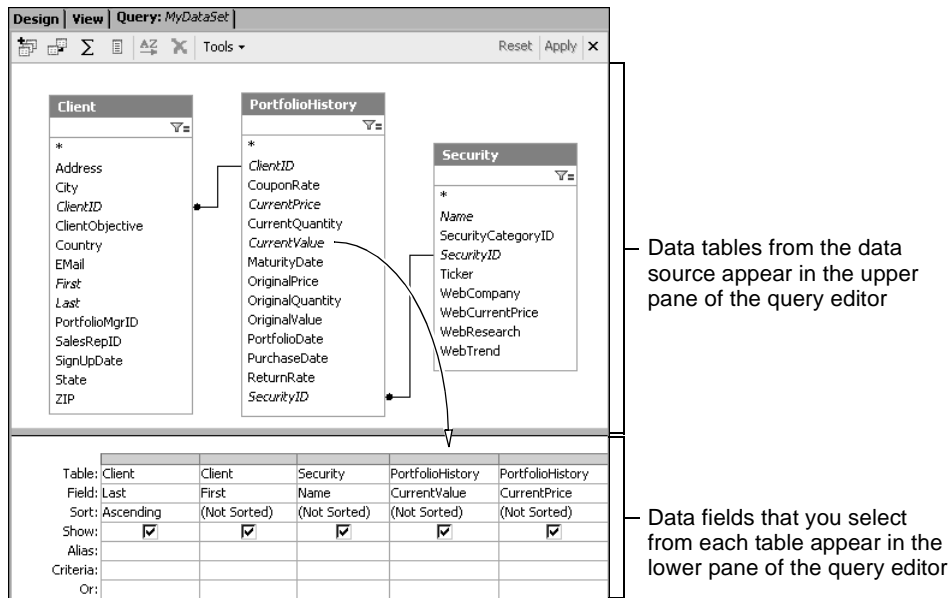 Design | View | Query: MyDataSet
Tools
Reset Apply
Client
*
Address
City
ClientID
ClientObjective
Country
EMail
First
Last
PortfolioMgrID
SalesRepID
SignUpDate
State
ZIP
PortfolioHistory
*
ClientID
CouponRate
CurrentPrice
CurrentQuantity
CurrentValue
MaturityDate
OriginalPrice
OriginalQuantity
OriginalValue
PortfolioDate
PurchaseDate
ReturnRate
SecurityID
Security
*
Name
SecurityCategoryID
SecurityID
Ticker
WebCompany
WebCurrentPrice
WebResearch
WebTrend
Data tables from the data
source appear in the upper
pane of the query editor
Table: Client Client Security PortfolioHistory PortfolioHistory
Field: Last First Name CurrentValue CurrentPrice
Sort: Ascending (Not Sorted) (Not Sorted) (Not Sorted) (Not Sorted)
Show:
Alias:
Criteria:
Or:
Data fields that you select
from each table appear in the
lower pane of the query editor